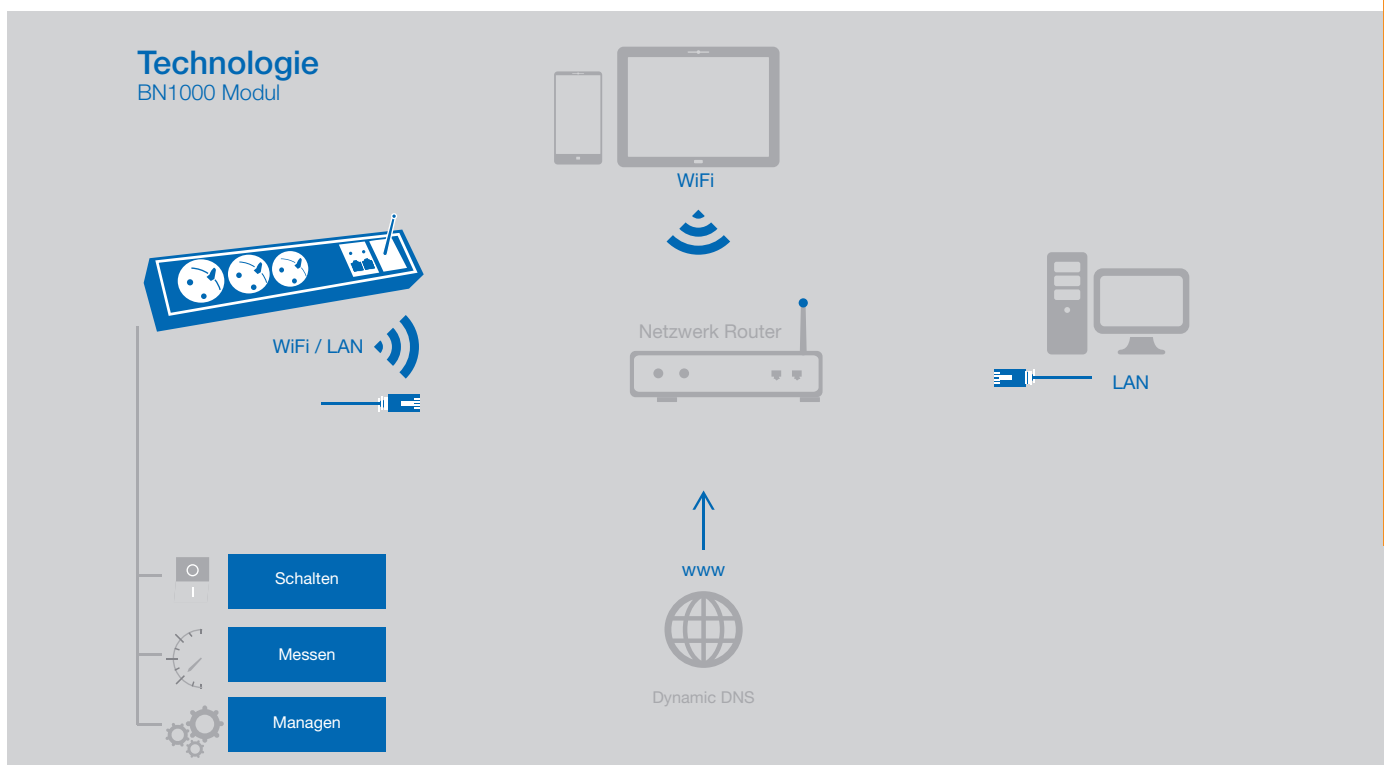 Technologie
BN1000 Modul
WiFi
WiFi / LAN
Netzwerk Router
LAN
www
Dynamic DNS
Schalten
Messen
Managen